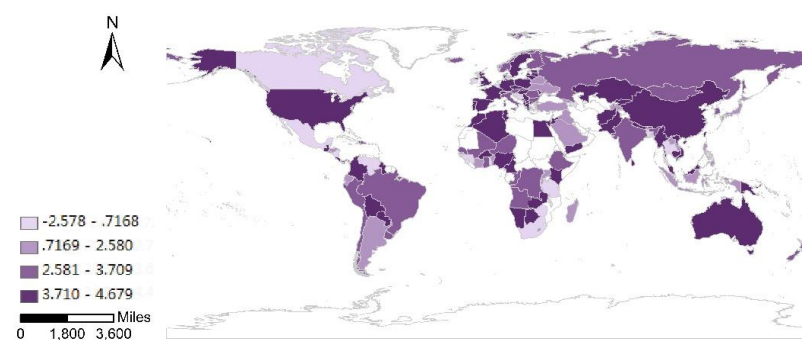 N
-2.578 - .7168
.7169 - 2.580
2.581 - 3.709
3.710 - 4.679
Miles
0 1,800 3,600